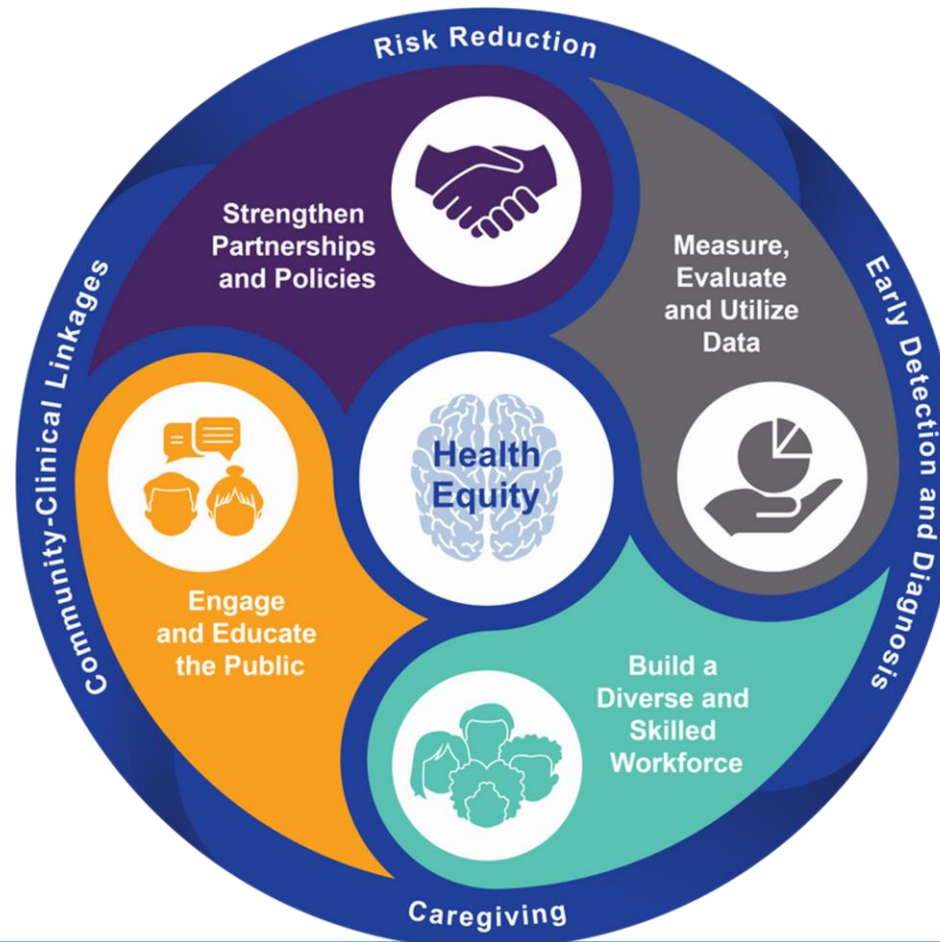 Risk Reduction
Strengthen
Partnerships
and Policies
Measure,
Evaluate
and Utilize
Data
Early Detection and Diagnosis
Community-Clinical Linkages
Health
Equity
Engage
and Educate
the Public
Build a
Diverse and
Skilled
Workforce
Caregiving